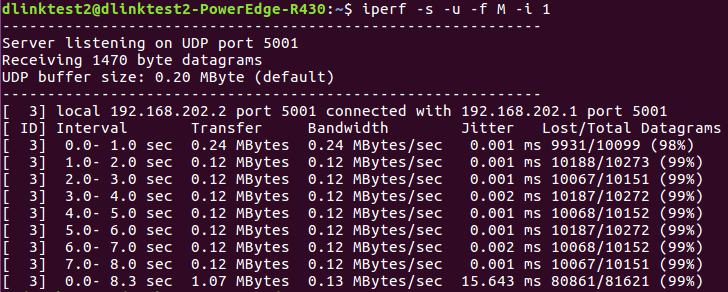 dlinktest2@dlinktest2-PowerEdge-R430:~$ iperf -s -u -f M -i 1
------------------------------------------------------------
Server listening on UDP port 5001
Receiving 1470 byte datagrams
UDP buffer size: 0.20 MByte (default)
------------------------------------------------------------
[  3] local 192.168.202.2 port 5001 connected with 192.168.202.1 port 5001
[ ID] Interval       Transfer     Bandwidth        Jitter   Lost/Total Datagrams
[  3]  0.0- 1.0 sec  0.24 MBytes  0.24 MBytes/sec   0.001 ms 9931/10099 (98%)
[  3]  1.0- 2.0 sec  0.12 MBytes  0.12 MBytes/sec   0.001 ms 10188/10273 (99%)
[  3]  2.0- 3.0 sec  0.12 MBytes  0.12 MBytes/sec   0.001 ms 10067/10151 (99%)
[  3]  3.0- 4.0 sec  0.12 MBytes  0.12 MBytes/sec   0.002 ms 10187/10272 (99%)
[  3]  4.0- 5.0 sec  0.12 MBytes  0.12 MBytes/sec   0.001 ms 10068/10152 (99%)
[  3]  5.0- 6.0 sec  0.12 MBytes  0.12 MBytes/sec   0.001 ms 10187/10272 (99%)
[  3]  6.0- 7.0 sec  0.12 MBytes  0.12 MBytes/sec   0.002 ms 10068/10152 (99%)
[  3]  7.0- 8.0 sec  0.12 MBytes  0.12 MBytes/sec   0.001 ms 10067/10151 (99%)
[  3]  0.0- 8.3 sec  1.07 MBytes  0.13 MBytes/sec  15.643 ms 80861/81621 (99%)